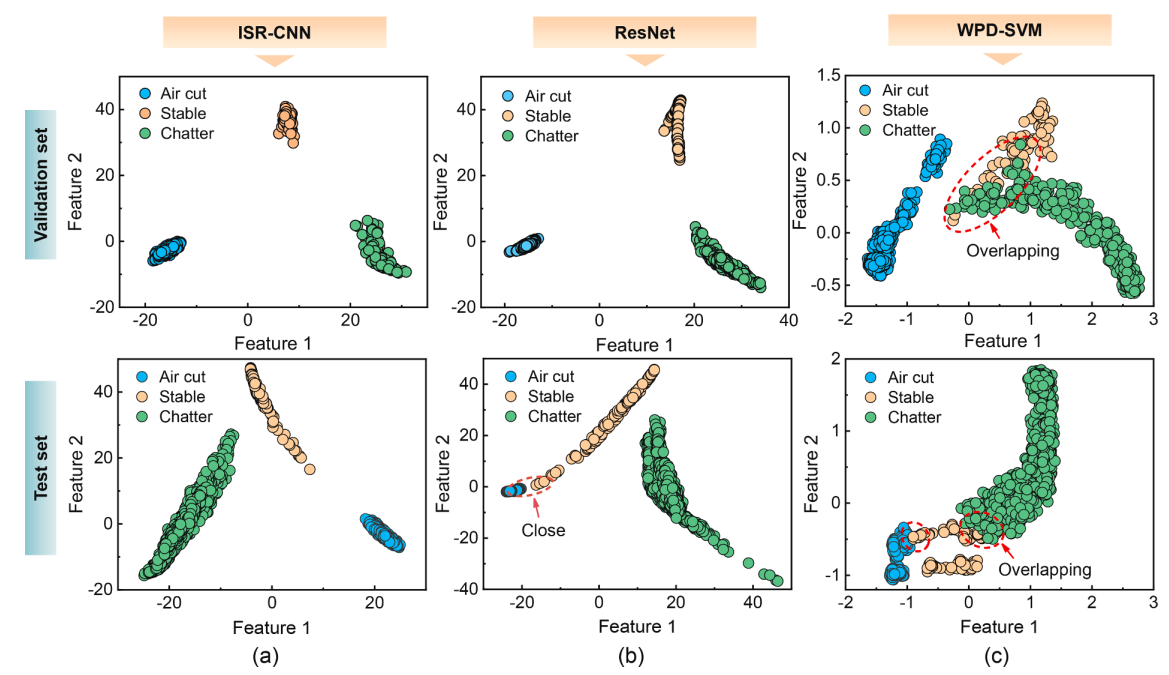 ISR-CNN
ResNet
WPD-SVM
Validation set
Feature 2
40
20
0
-20
Air cut
Stable
Chatter
-20
0
20
40
Feature 1
Feature 2
40
20
0
-20
Air cut
Stable
Chatter
-20
0
20
40
Feature 1
Feature 2
1.5
1.0
0.5
0.0
-0.5
Air cut
Stable
Chatter
Overlapping
-2
-1
0
1
2
3
Feature 1
Test set
Feature 2
40
20
0
-20
Air cut
Stable
Chatter
-20
0
20
Feature 1
(a)
Feature 2
40
20
0
-20
-40
Air cut
Stable
Chatter
Close
-20
0
20
40
Feature 1
(b)
Feature 2
2
1
0
-1
Air cut
Stable
Chatter
Overlapping
-2
-1
0
1
2
3
Feature 1
(c)